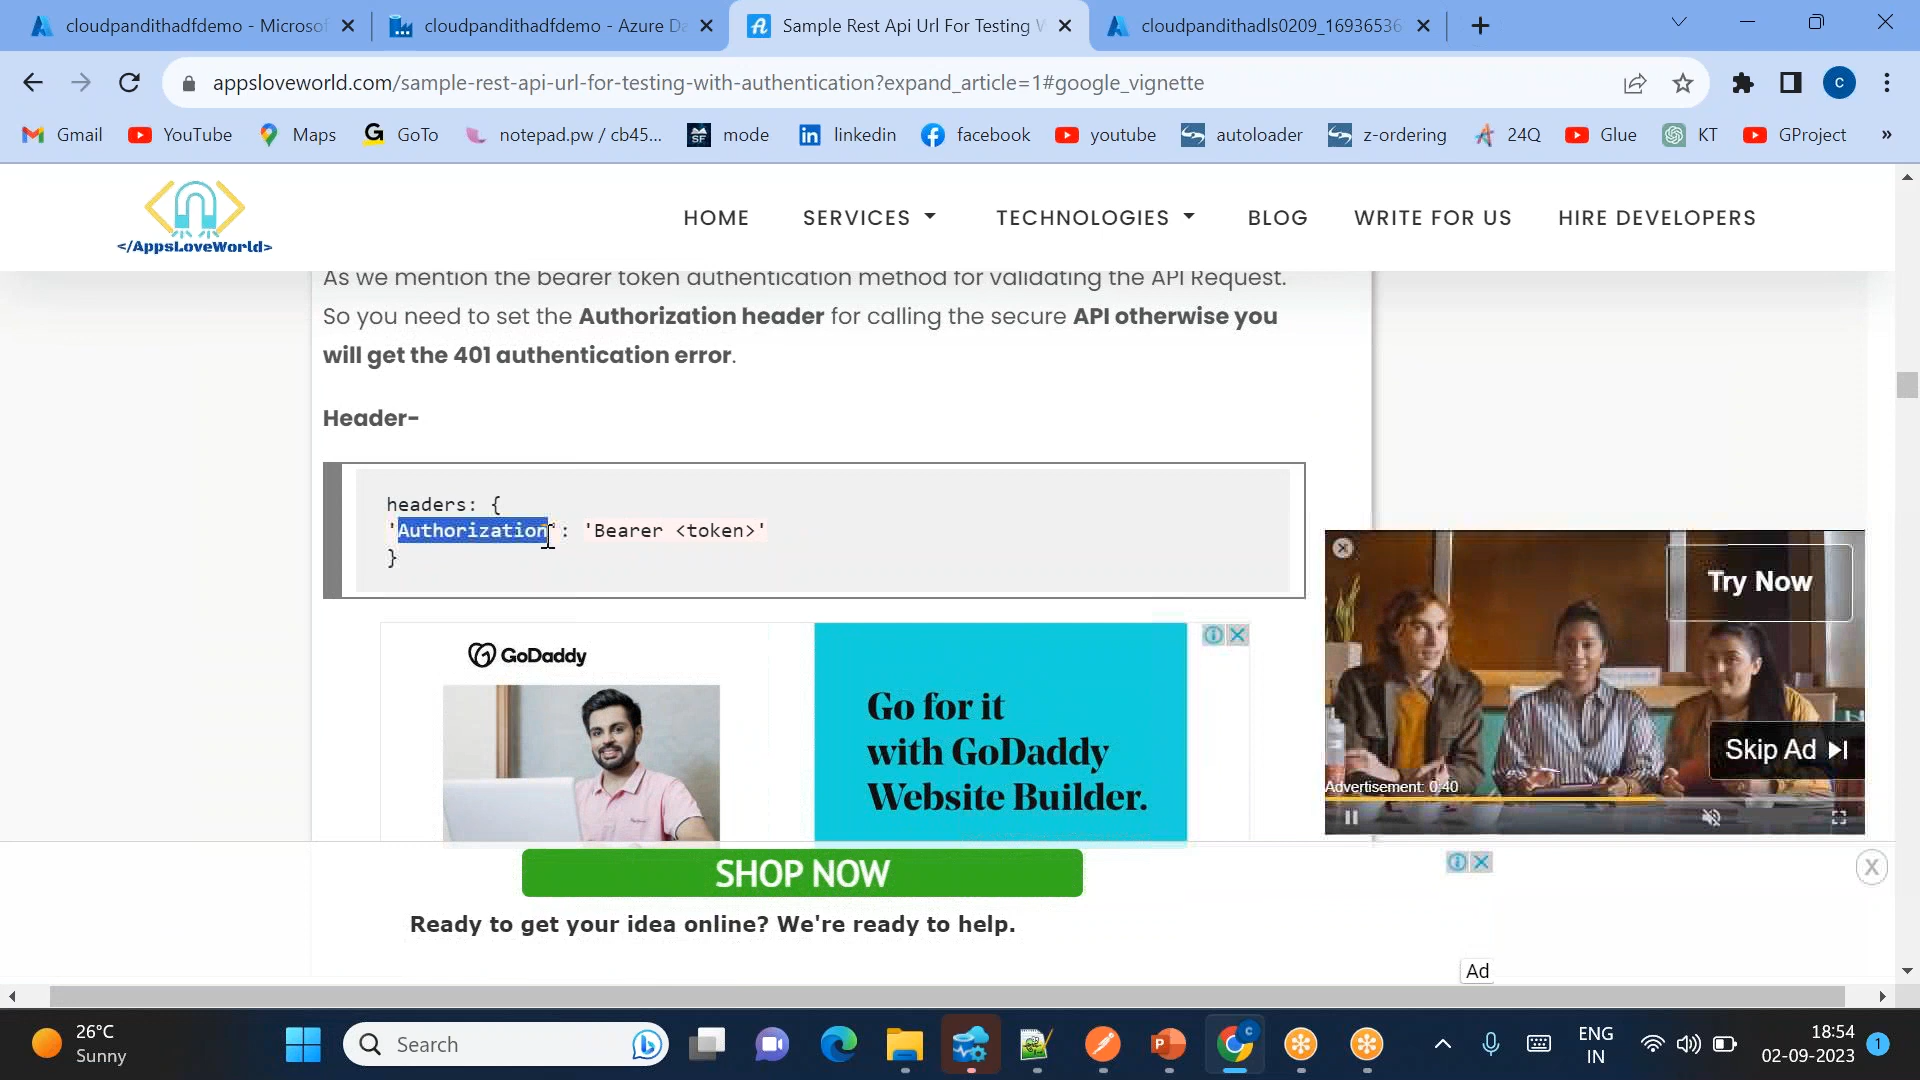 cloudpandithadfdemo - Microsof
cloudpandithadfdemo - Azure Da
Sample Rest Api Url For Testing W
cloudpandithadls0209_16936536
appsloveworld.com/sample-rest-api-url-for-testing-with-authentication?expand_article=1#google_vignette
c
Gmail
YouTube
Maps
GoTo
notepad.pw / cb45...
mode
linkedin
facebook
youtube
autoloader
z-ordering
24Q
Glue
KT
GProject
»
</AppsLoveWorld>
HOME
SERVICES
TECHNOLOGIES
BLOG
WRITE FOR US
HIRE DEVELOPERS
As we mention the bearer token authentication method for validating the API Request.
So you need to set the Authorization header for calling the secure API otherwise you
will get the 401 authentication error.
Header-
headers: {
'Authorization': 'Bearer <token>'
}
Try Now
Skip Ad
Advertisement: 0:40
GoDaddy
Go for it
with GoDaddy
Website Builder.
SHOP NOW
Ready to get your idea online? We're ready to help.
X
Ad
26°C
Sunny
Search
ENG
IN
18:54
02-09-2023
1